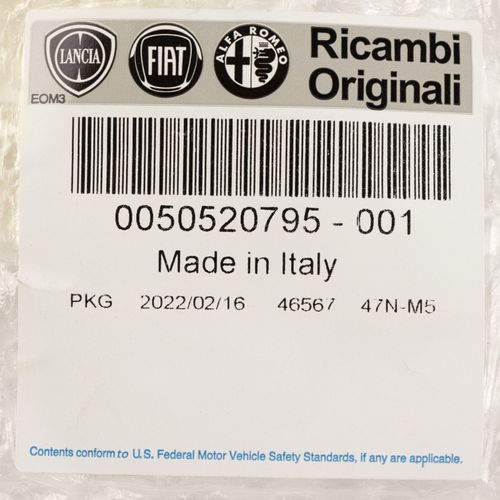 LANCIA FIAT ALFA ROMEO Ricambi
EOM3 Originali
0050520795 - 001
Made in Italy
PKG 2022/02/16 46567 47N-M5
Contents conform to U.S. Federal Motor Vehicle Safety Standards, if any are applicable.